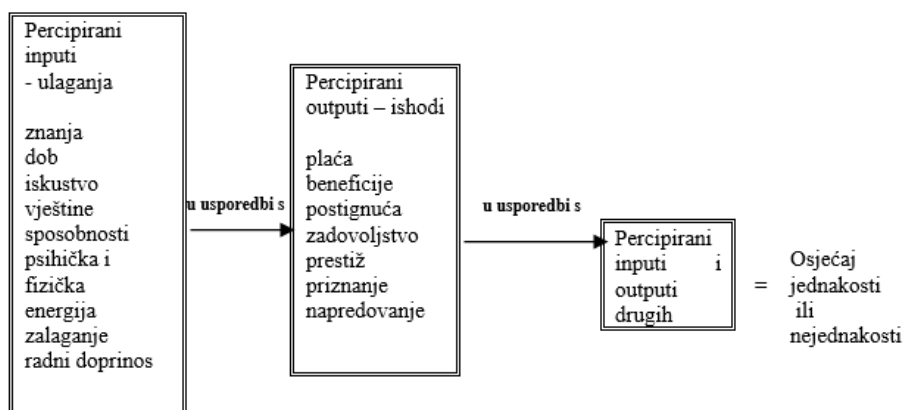 Percipirani
inputi
- ulaganja
znanja
dob
iskustvo
vještine
sposobnosti
psihička i
fizička
energija
zalaganje
radni doprinos
u usporedbi s
Percipirani
outputi – ishodi
plaća
beneficije
postignuća
zadovoljstvo
prestiž
priznanje
napredovanje
u usporedbi s
Percipirani
inputi i
outputi
drugih
=
Osjećaj
jednakosti
ili
nejednakosti